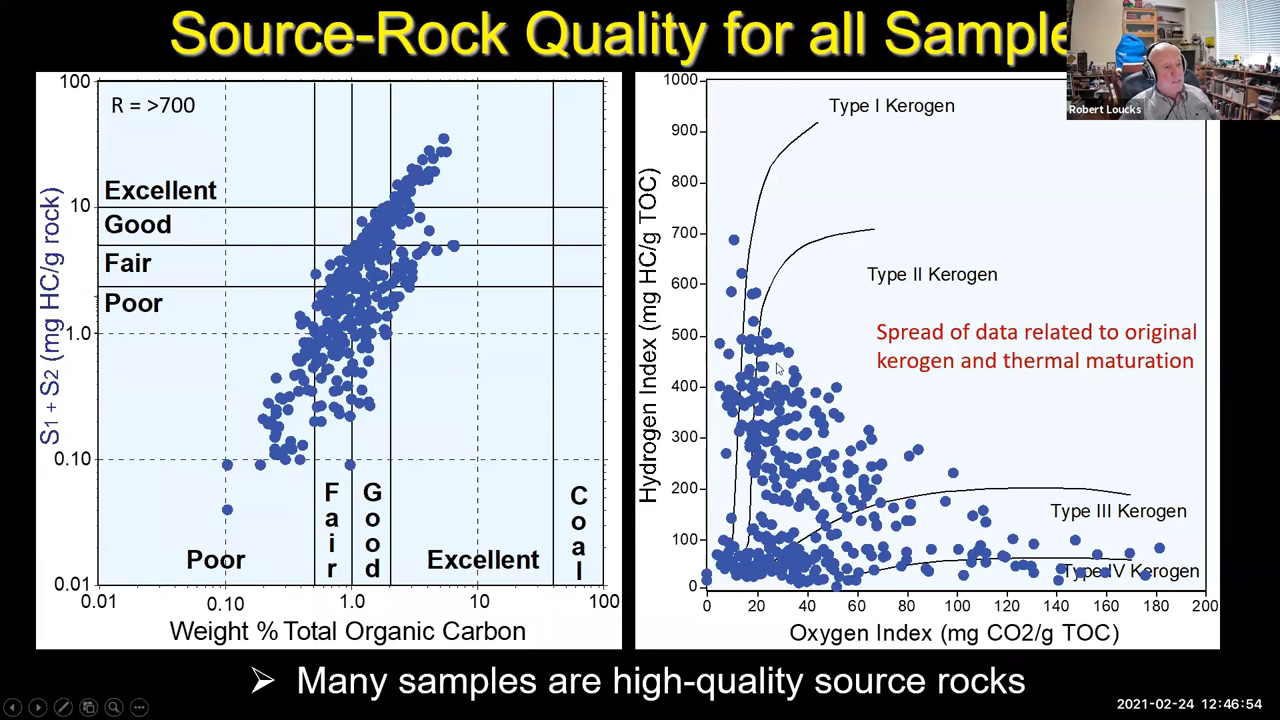 Source-Rock Quality for all Sample
Robert Loucks
R = >700
100
10
1.0
0.10
0.01
S1 + S2 (mg HC/g rock)
Excellent
Good
Fair
Poor
Poor
Fair
Good
Excellent
Coal
0.01
0.10
1.0
10
100
Weight % Total Organic Carbon
1000
900
800
700
600
500
400
300
200
100
0
Hydrogen Index (mg HC/g TOC)
Type I Kerogen
Type II Kerogen
Spread of data related to original
kerogen and thermal maturation
Type III Kerogen
Type IV Kerogen
0
20
40
60
80
100
120
140
160
180
200
Oxygen Index (mg CO2/g TOC)
➢ Many samples are high-quality source rocks
2021-02-24 12:46:54